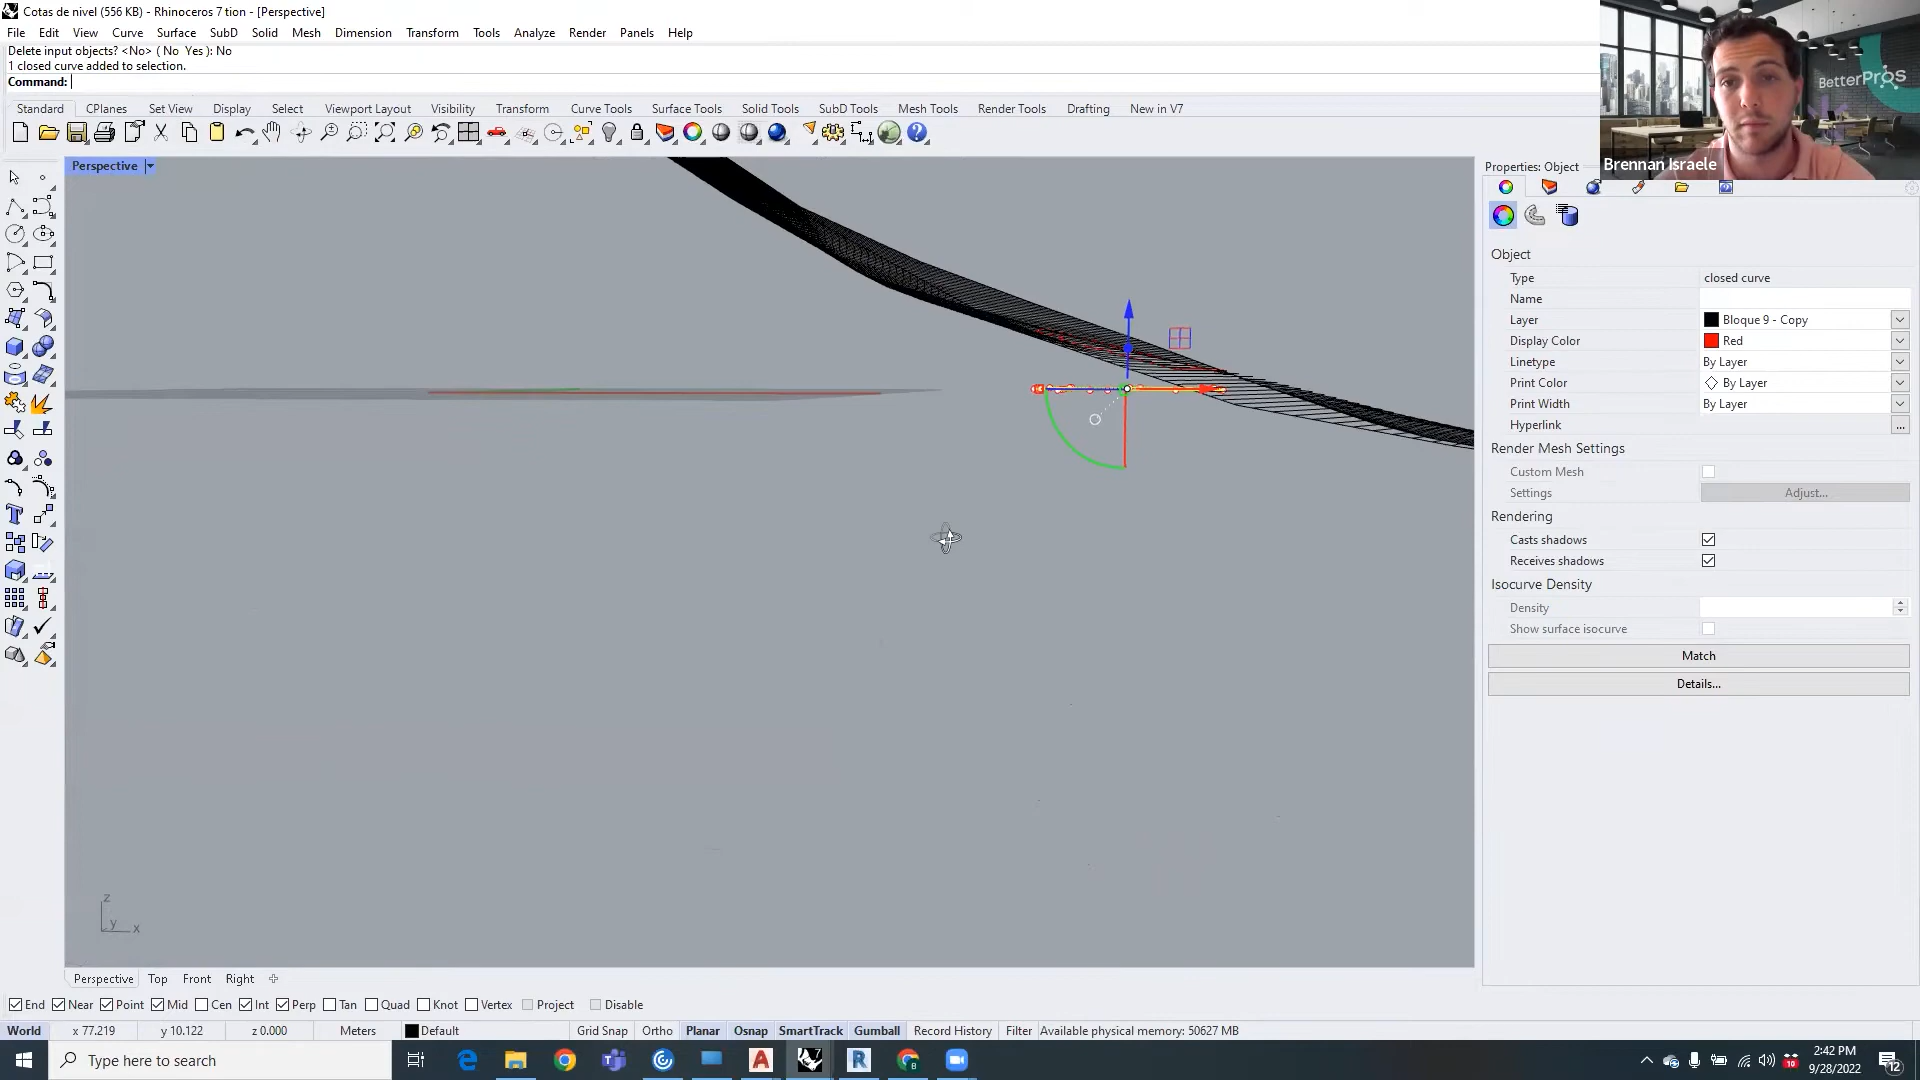 Cotas de nivel (556 KB) - Rhinoceros 7 tion - [Perspective]
File Edit View Curve Surface SubD Solid Mesh Dimension Transform Tools Analyze Render Panels Help
Delete input objects? <No> ( No Yes ): No
1 closed curve added to selection.
Command:
Standard CPlanes Set View Display Select Viewport Layout Visibility Transform Curve Tools Surface Tools Solid Tools SubD Tools Mesh Tools Render Tools Drafting New in V7
BetterPros
Brennan Israele
Perspective
Properties: Object
Object
Type closed curve
Name
Layer Bloque 9 - Copy
Display Color Red
Linetype By Layer
Print Color By Layer
Print Width By Layer
Hyperlink ...
Render Mesh Settings
Custom Mesh
Settings Adjust...
Rendering
Casts shadows
Receives shadows
Isocurve Density
Density
Show surface isocurve
Match
Details...
z
y x
Perspective Top Front Right
End Near Point Mid Cen Int Perp Tan Quad Knot Vertex Project Disable
World x 77.219 y 10.122 z 0.000 Meters Default Grid Snap Ortho Planar Osnap SmartTrack Gumball Record History Filter Available physical memory: 50627 MB
Type here to search
2:42 PM
9/28/2022
12
10